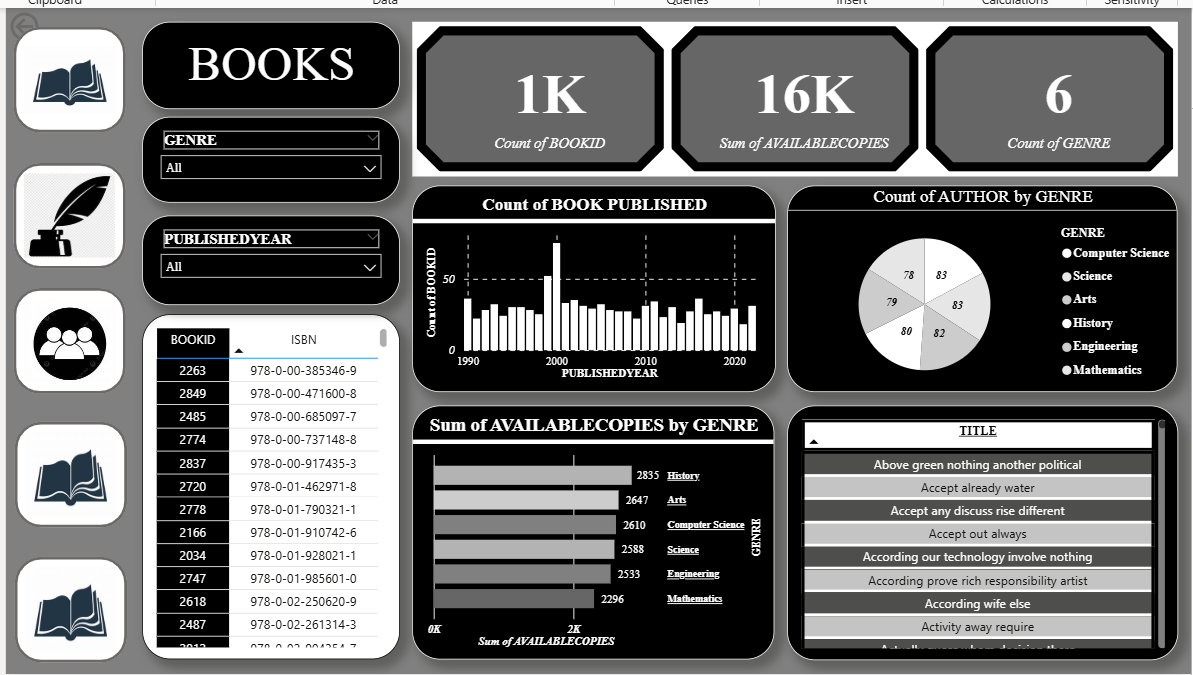 Clipboard
Data
Queries
Insert
Calculations
Sensitivity
BOOKS
GENRE
All
PUBLISHEDYEAR
All
1K
Count of BOOKID
16K
Sum of AVAILABLECOPIES
6
Count of GENRE
BOOKID ISBN
2263 978-0-00-385346-9
2849 978-0-00-471600-8
2485 978-0-00-685097-7
2774 978-0-00-737148-8
2837 978-0-00-917435-3
2720 978-0-01-462971-8
2778 978-0-01-790321-1
2166 978-0-01-910742-6
2034 978-0-01-928021-1
2747 978-0-01-985601-0
2618 978-0-02-250620-9
2487 978-0-02-261314-3
Count of BOOK PUBLISHED
Count of BOOKID
50
0
1990 2000 2010 2020
PUBLISHEDYEAR
Count of AUTHOR by GENRE
78 83
79 83
80 82
GENRE
Computer Science
Science
Arts
History
Engineering
Mathematics
Sum of AVAILABLECOPIES by GENRE
2835 History
2647 Arts
2610 Computer Science
2588 Science
2533 Engineering
2296 Mathematics
GENRE
0K 2K
Sum of AVAILABLECOPIES
TITLE
Above green nothing another political
Accept already water
Accept any discuss rise different
Accept out always
According our technology involve nothing
According prove rich responsibility artist
According wife else
Activity away require